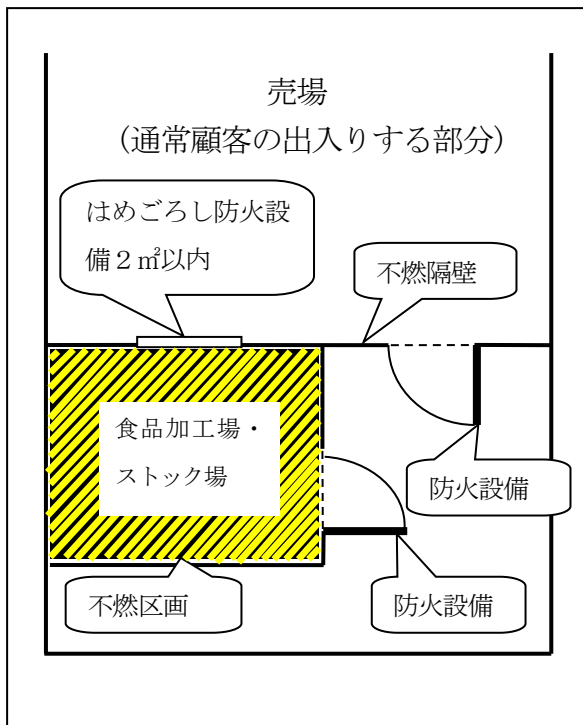 売場
(通常顧客の出入りする部分)
はめごろし防火設
備2㎡以内
不燃隔壁
食品加工場・
ストック場
防火設備
不燃区画
防火設備